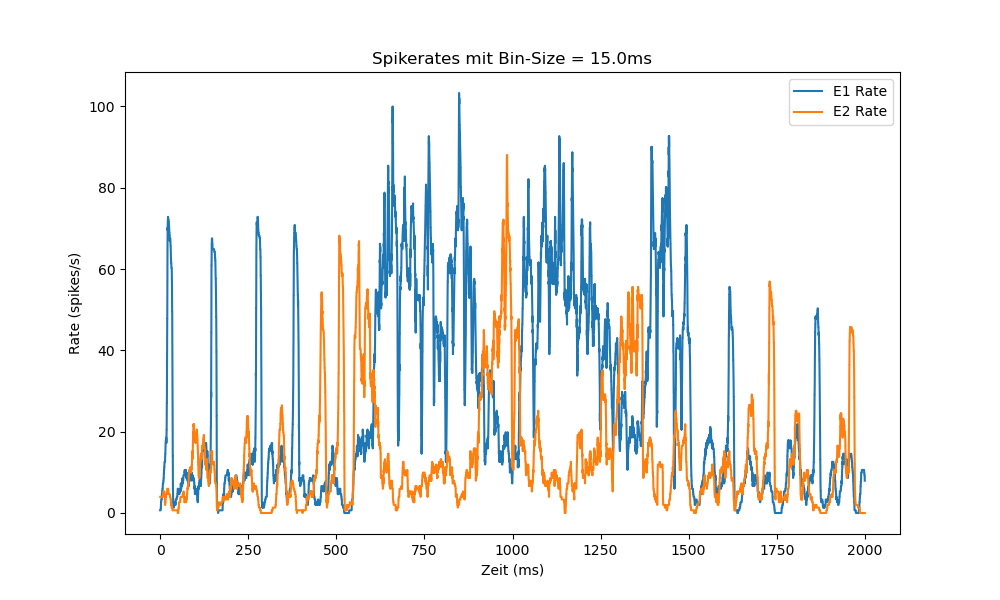 Spikerates mit Bin-Size = 15.0ms
E1 Rate
E2 Rate
100
80
60
40
20
0
Rate (spikes/s)
0 250 500 750 1000 1250 1500 1750 2000
Zeit (ms)